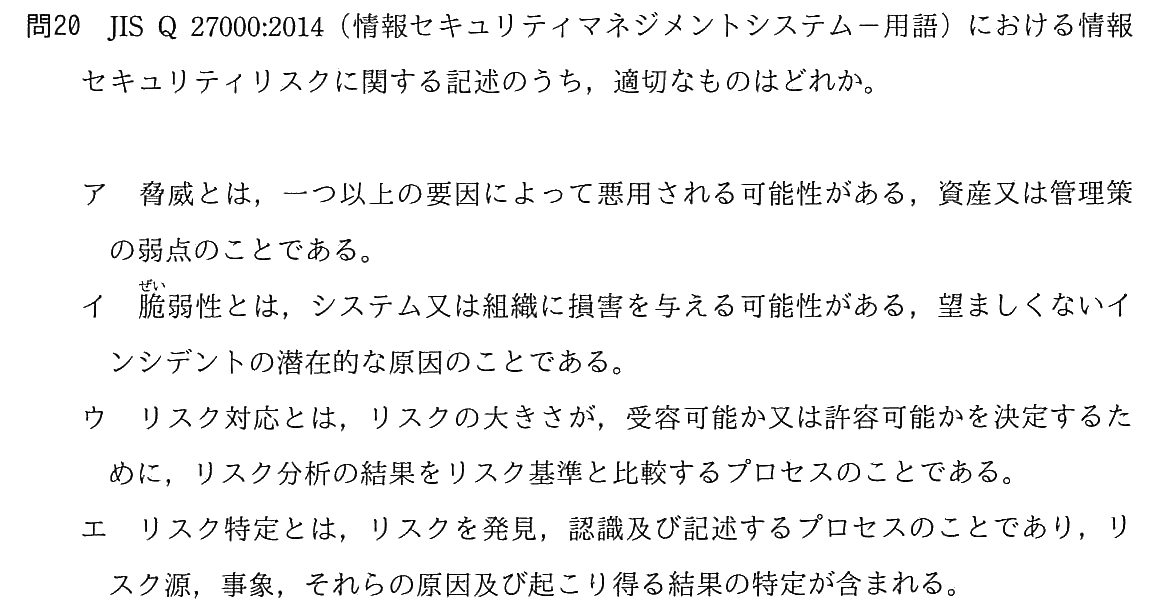 問20 JIS Q 27000:2014（情報セキュリティマネジメントシステム－用語）における情報
セキュリティリスクに関する記述のうち，適切なものはどれか。
ア 脅威とは，一つ以上の要因によって悪用される可能性がある，資産又は管理策
の弱点のことである。
ぜい
イ 脆弱性とは，システム又は組織に損害を与える可能性がある，望ましくないイ
ンシデントの潜在的な原因のことである。
ウ リスク対応とは，リスクの大きさが，受容可能か又は許容可能かを決定するた
めに，リスク分析の結果をリスク基準と比較するプロセスのことである。
エ リスク特定とは，リスクを発見，認識及び記述するプロセスのことであり，リ
スク源，事象，それらの原因及び起こり得る結果の特定が含まれる。